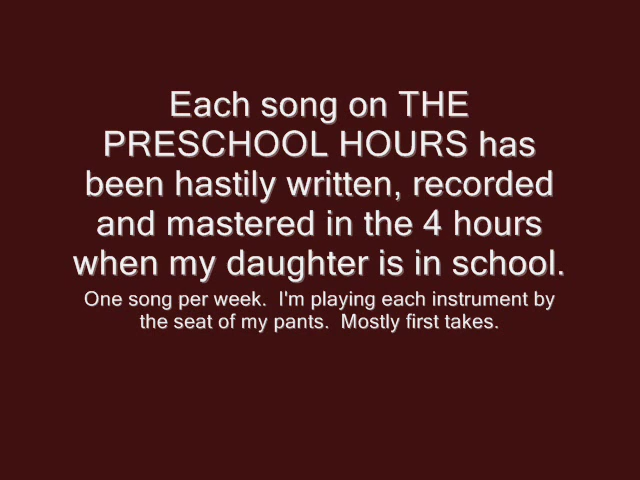 Each song on THE
PRESCHOOL HOURS has
been hastily written, recorded
and mastered in the 4 hours
when my daughter is in school.
One song per week.  I'm playing each instrument by
the seat of my pants.  Mostly first takes.